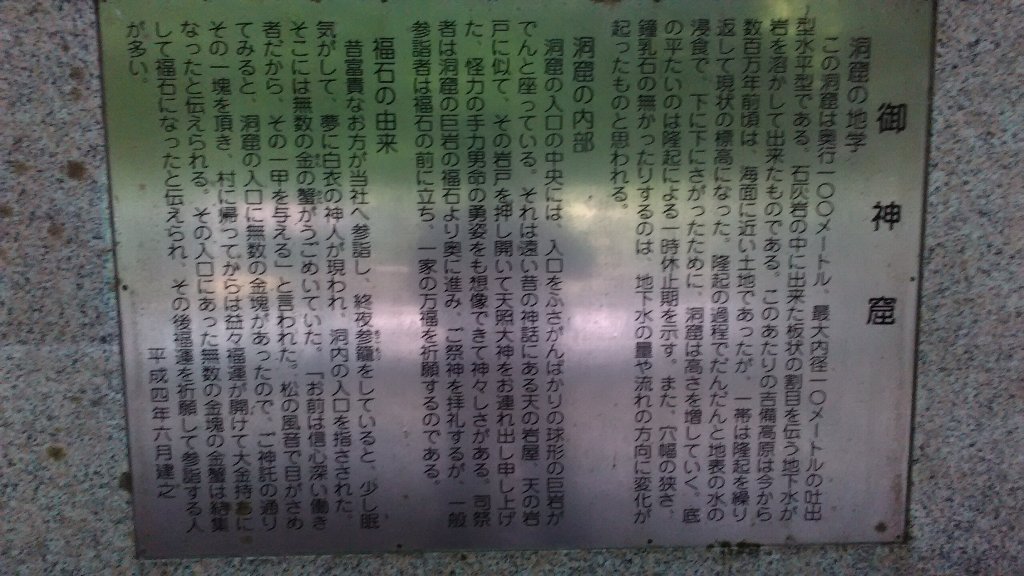 御神窟
洞窟の地学
この洞窟は奥行一〇〇メートル、最大内径一〇メートルの吐出
型水平型である。石灰岩の中に出来た板状の割目を伝う地下水が
岩を溶かして出来たものである。このあたりの吉備高原は今から
数百万年前頃は、海面に近い土地であったが、一帯は隆起を繰り
返して現状の標高になった。隆起の過程でだんだんと地表の水の
浸食で、下に下にさがったために、洞窟は高さを増していく。底
の平たいのは隆起による一時休止期を示す。また、穴幅の狭さ、
鐘乳石の無かったりするのは、地下水の量や流れの方向に変化が
起ったものと思われる。
洞窟の内部
洞窟の入口の中央には、入口をふさがんばかりの球形の巨岩が
でんと座っている。それは遠い昔の神話にある天の岩屋、天の岩
戸に似て、その岩戸を押し開いて天照大神をお連れ出し申し上げ
た、怪力の手力男命の勇姿をも想像できて神々しさがある。司祭
者は洞窟の巨岩の福石より奥に進み、ご祭神を拝礼するが、一般
参詣者は福石の前に立ち、一家の万福を祈願するのである。
福石の由来
昔富貴なお方が当社へ参詣し、終夜参籠をしていると、少し眠
気がして、夢に白衣の神人が現われ、洞内の入口を指さされた。
そこには無数の金の蟹がうごめいていた。「お前は信心深い働き
者だから、その一甲を与える」と言われた。松の風音で目がさめ
てみると、洞窟の入口に無数の金塊があったので、ご神託の通り
その一塊を頂き、村に帰ってからは益々福運が開けて大金持ちに
なったと伝えられる。その入口にあった無数の金塊の金蟹は結集
して福石になったと伝えられ、その後福運を祈願して参詣する人
が多い。
平成四年六月建之